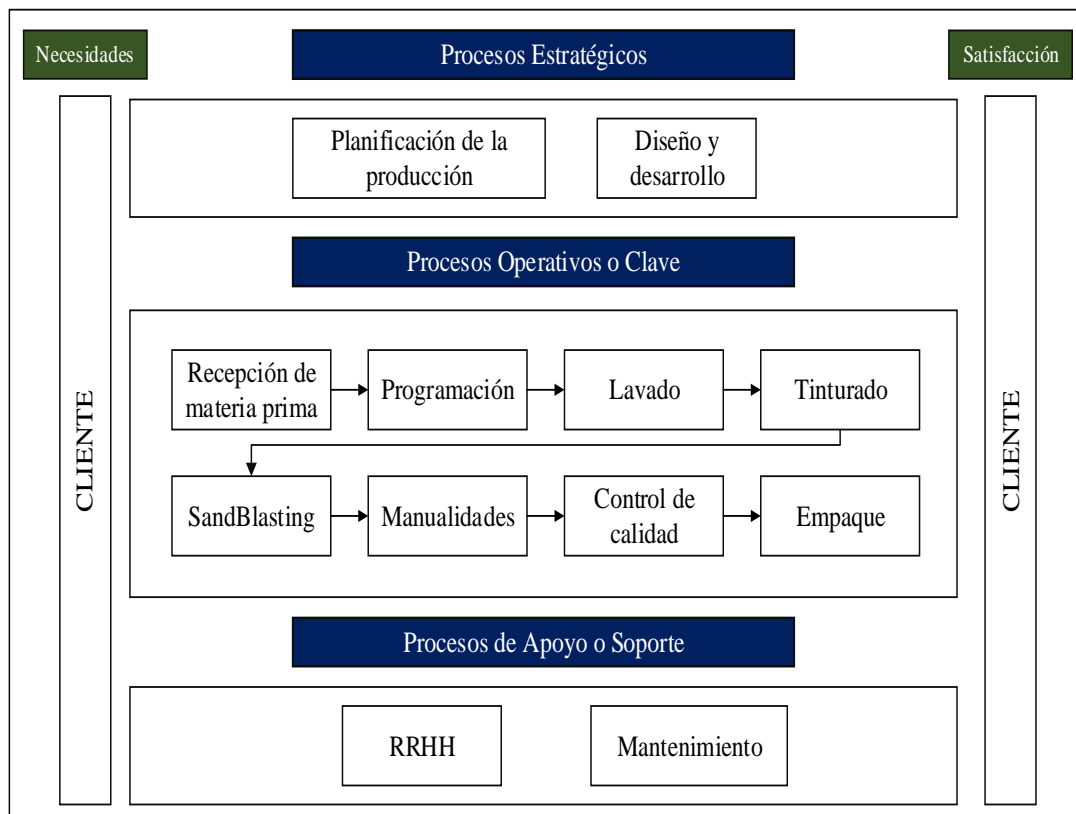 Necesidades
Procesos Estratégicos
Satisfacción
CLIENTE
Planificación de la
producción
Diseño y
desarrollo
Procesos Operativos o Clave
Recepción de
materia prima
Programación
Lavado
Tinturado
SandBlasting
Manualidades
Control de
calidad
Empaque
Procesos de Apoyo o Soporte
RRHH
Mantenimiento
CLIENTE